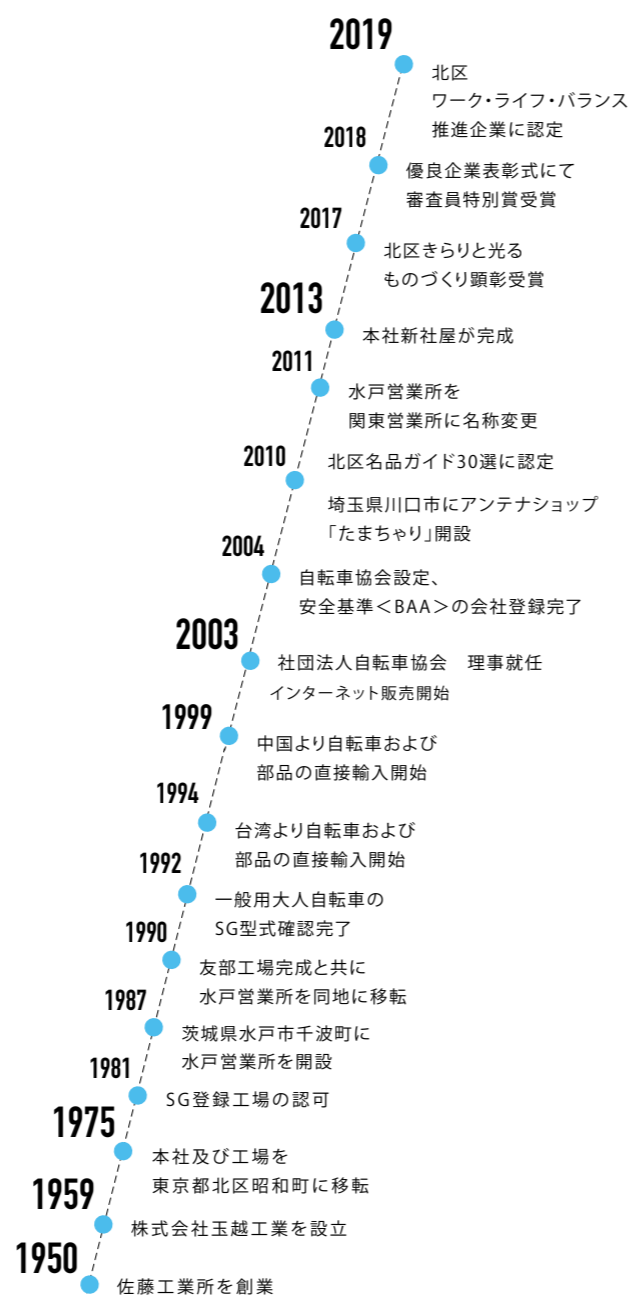 2019
北区
ワーク・ライフ・バランス
推進企業に認定
2018
優良企業表彰式にて
審査員特別賞受賞
2017
北区きらりと光る
ものづくり顕彰受賞
2013
本社新社屋が完成
2011
水戸営業所を
関東営業所に名称変更
2010
北区名品ガイド30選に認定
埼玉県川口市にアンテナショップ
「たまちゃり」開設
2004
自転車協会設定、
安全基準＜BAA＞の会社登録完了
2003
社団法人自転車協会　理事就任
インターネット販売開始
1999
中国より自転車および
部品の直接輸入開始
1994
台湾より自転車および
部品の直接輸入開始
1992
一般用大人自転車の
SG型式確認完了
1990
友部工場完成と共に
水戸営業所を同地に移転
1987
茨城県水戸市千波町に
水戸営業所を開設
1981
SG登録工場の認可
1975
本社及び工場を
東京都北区昭和町に移転
1959
株式会社玉越工業を設立
1950
佐藤工業所を創業